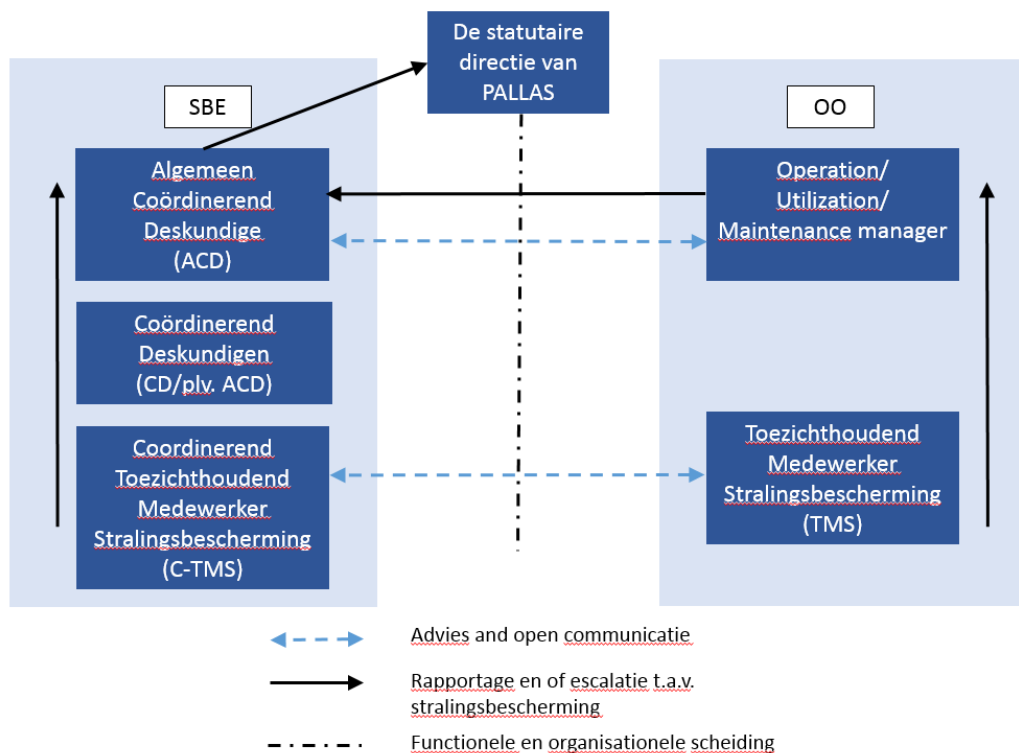 De statutaire
directie van
PALLAS
SBE
Algemeen
Coördinerend
Deskundige
(ACD)
Coördinerend
Deskundigen
(CD/plv. ACD)
Coordinerend
Toezichthoudend
Medewerker
Stralingsbescherming
(C-TMS)
OO
Operation/
Utilization/
Maintenance manager
Toezichthoudend
Medewerker
Stralingsbescherming
(TMS)
Advies and open communicatie
Rapportage en of escalatie t.a.v.
stralingsbescherming
Functionele en organisationele scheiding